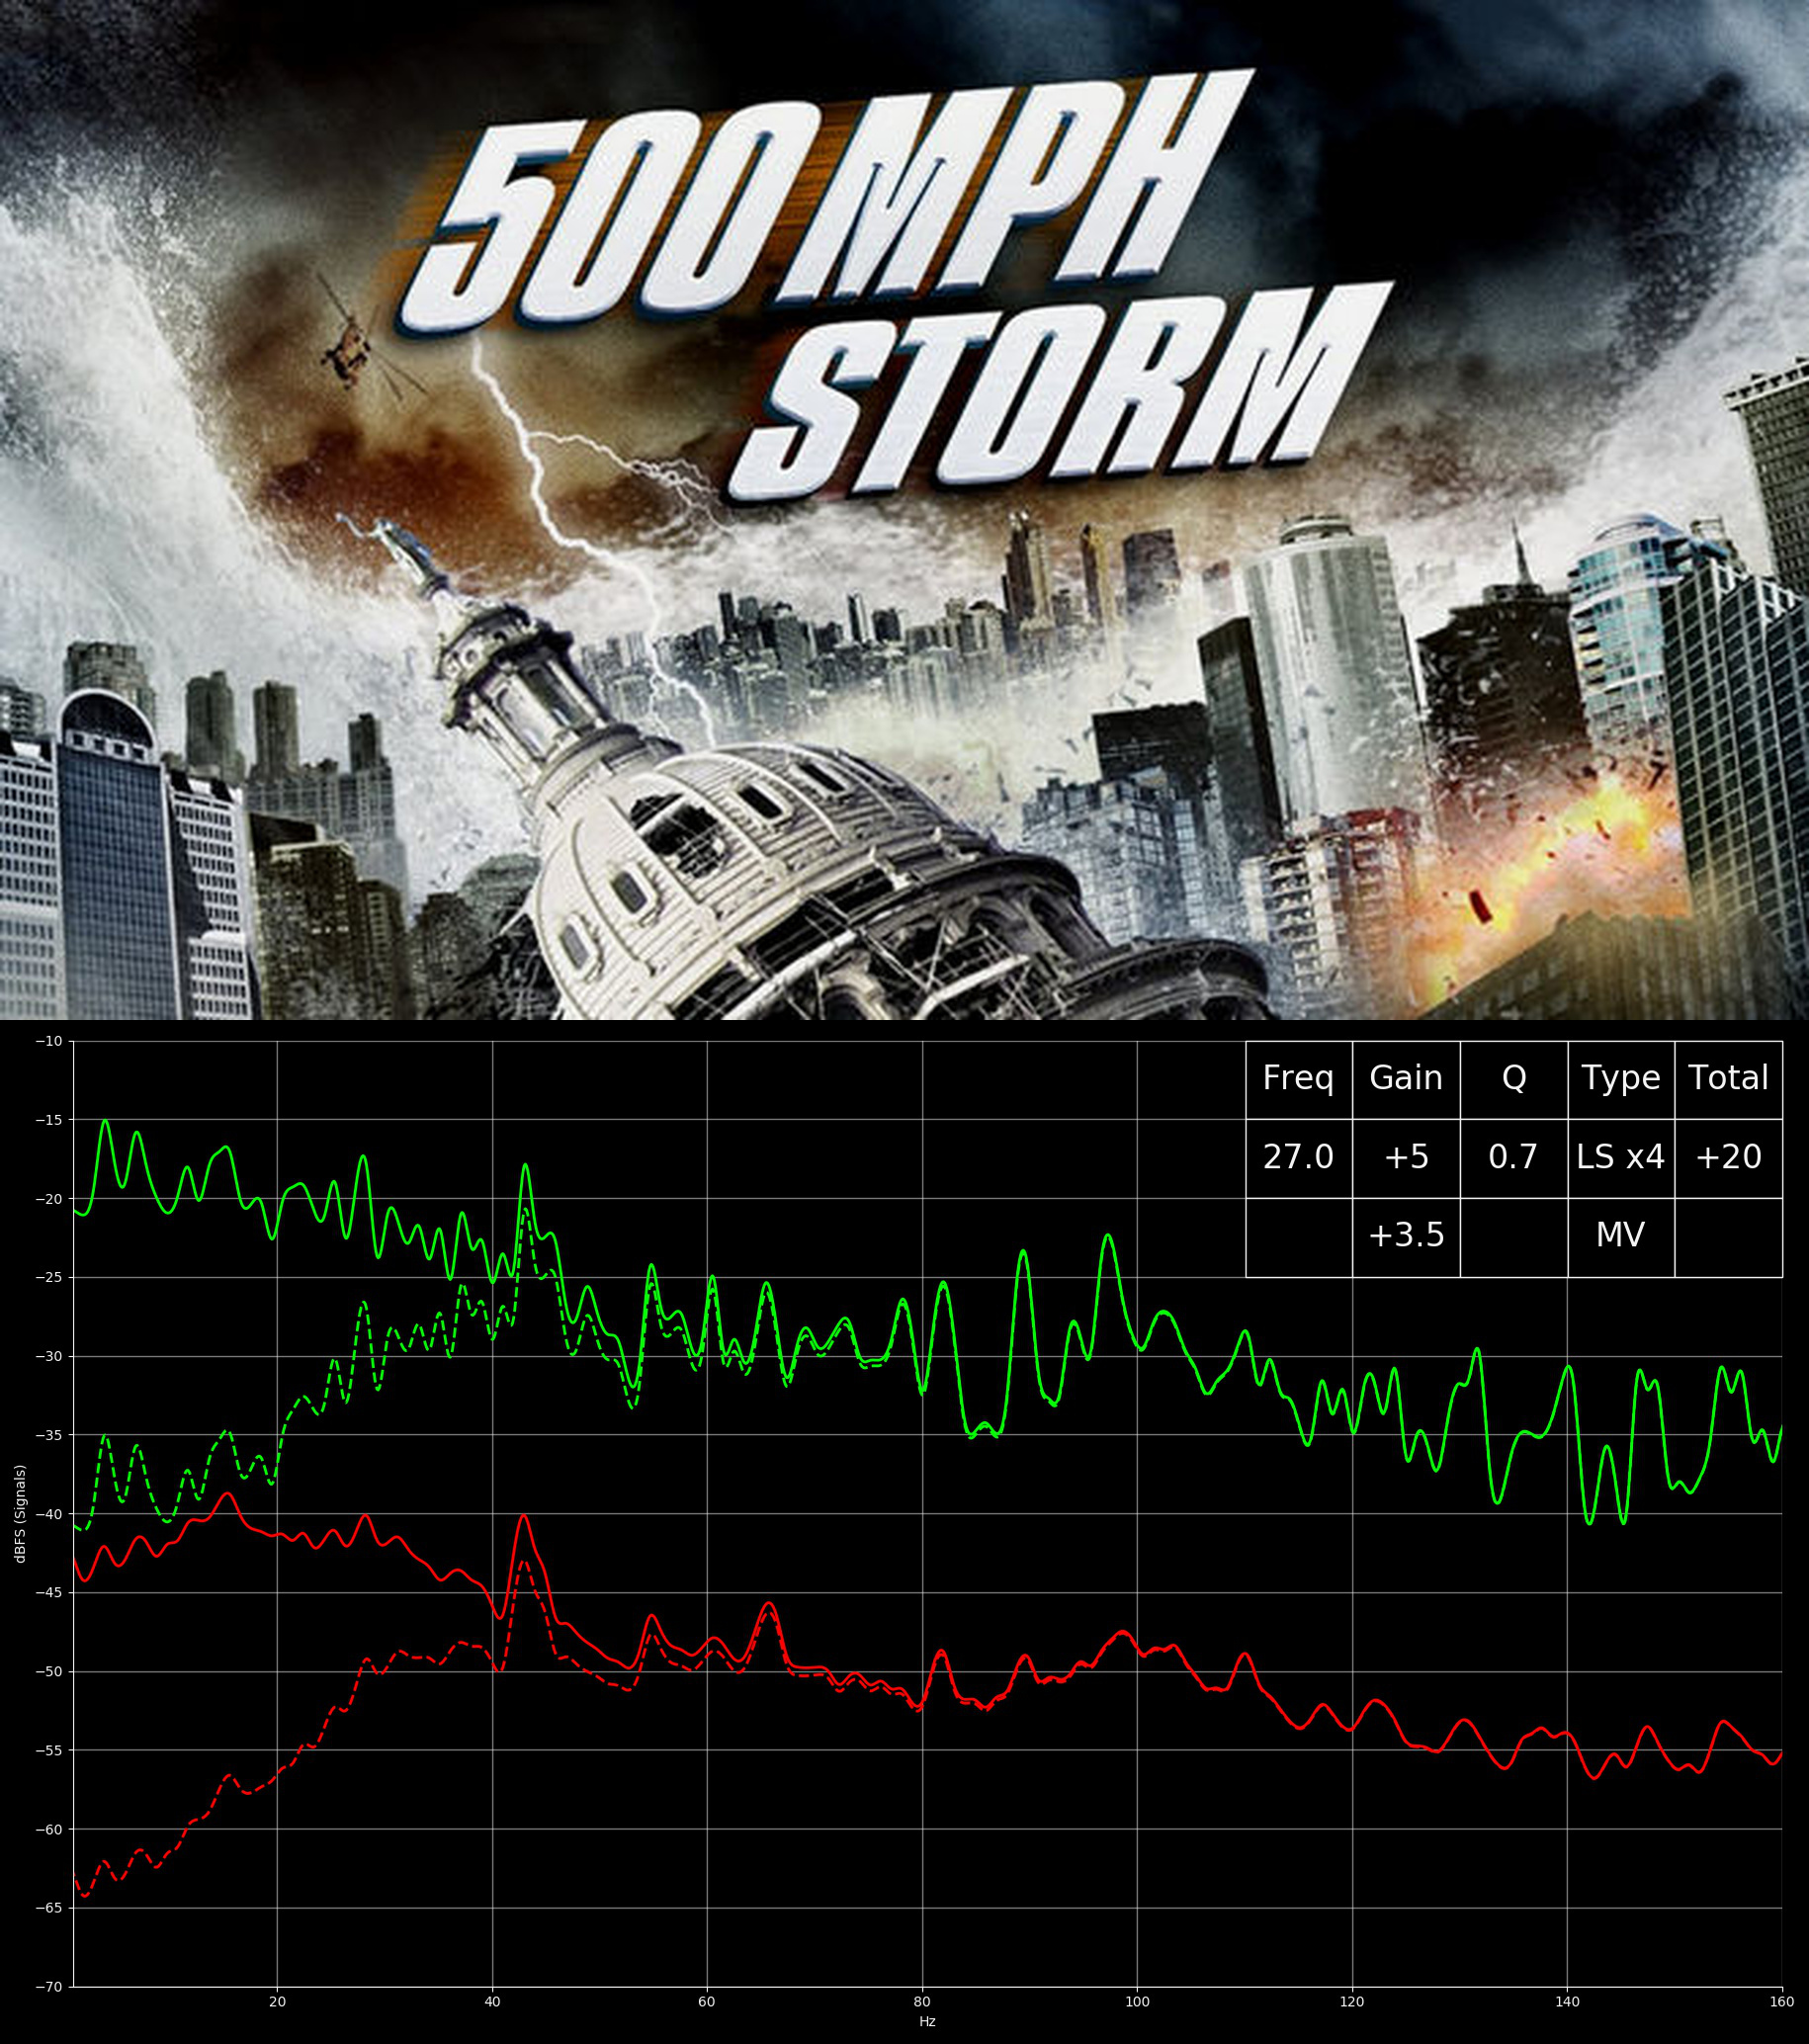 500 MPH
STORM
Freq Gain Q Type Total
27.0 +5 0.7 LS x4 +20
+3.5 MV
−10
−15
−20
−25
−30
−35
−40
−45
−50
−55
−60
−65
−70
dBFS (Signals)
20 40 60 80 100 120 140 160
Hz